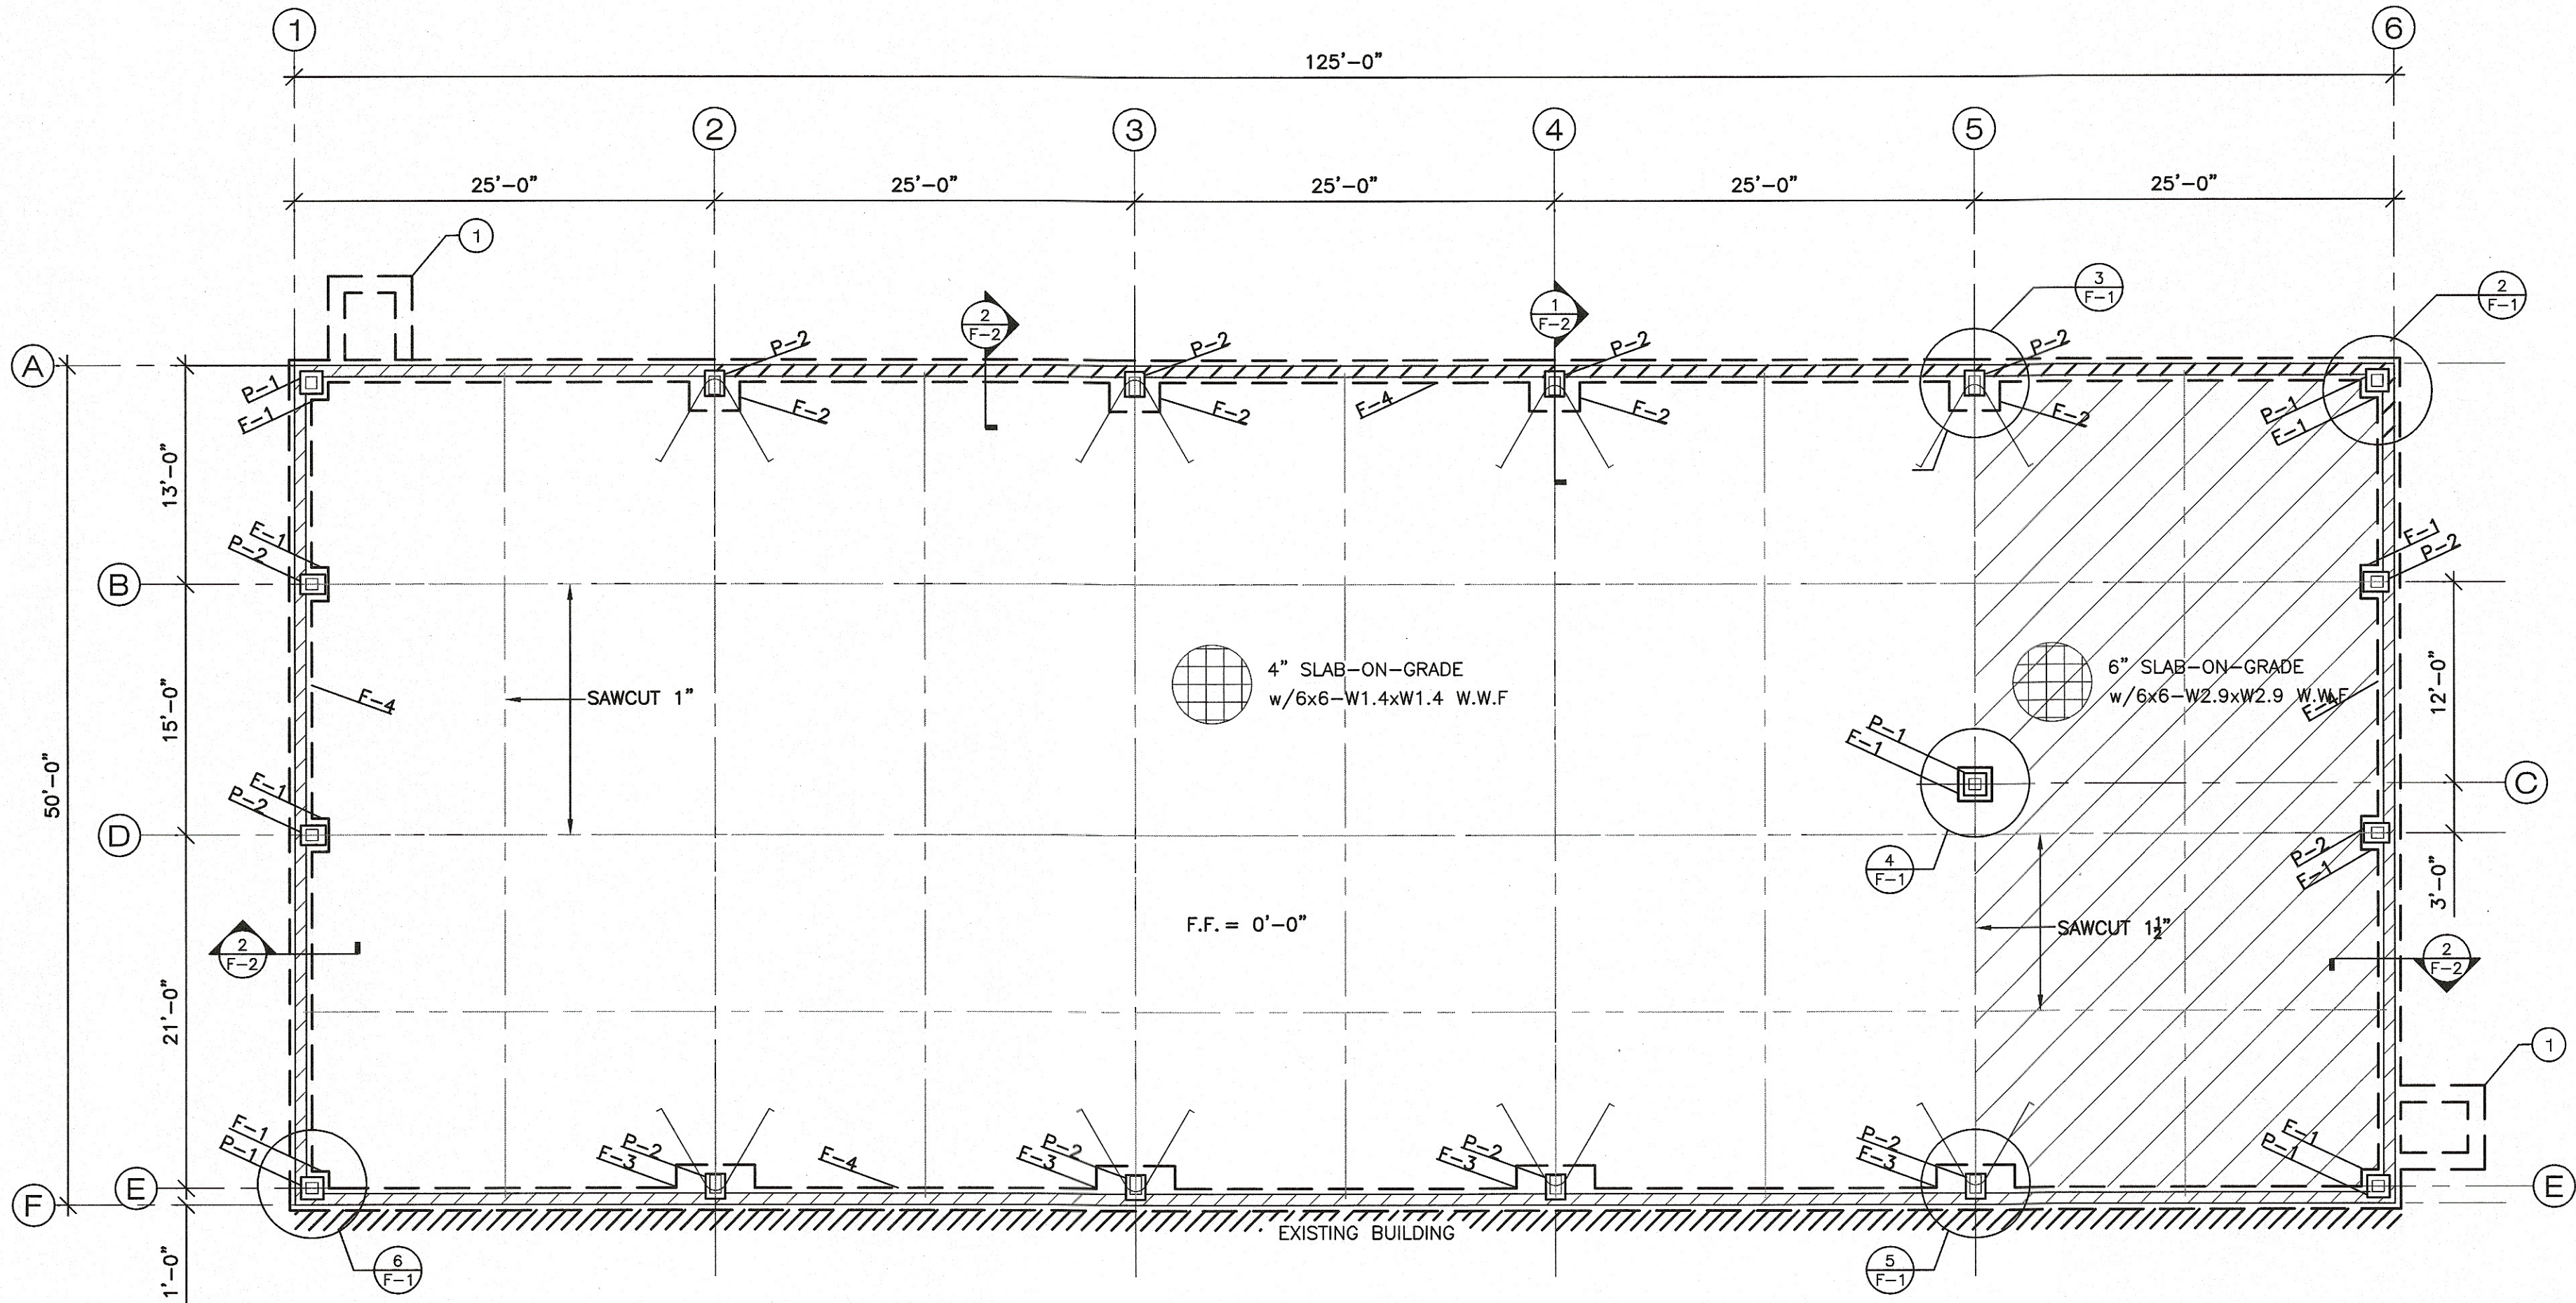 1
6
125'-0"
2
3
4
5
25'-0"
25'-0"
25'-0"
25'-0"
25'-0"
1
2
F-2
1
F-2
3
F-1
2
F-1
A
P-2
P-2
P-2
P-2
P-1
F-1
F-2
F-2
F-4
F-2
F-2
P-1
F-1
13'-0"
F-1
P-2
F-1
P-2
B
4" SLAB-ON-GRADE
w/6x6-W1.4xW1.4 W.W.F
6" SLAB-ON-GRADE
w/6x6-W2.9xW2.9 W.W.F
F-4
F-4
SAWCUT 1"
15'-0"
12'-0"
50'-0"
P-1
F-1
C
F-1
P-2
D
4
F-1
P-2
F-1
3'-0"
F.F. = 0'-0"
SAWCUT 1½"
2
F-2
2
F-2
21'-0"
1
F-1
P-1
P-2
F-3
F-4
P-2
F-3
P-2
F-3
P-2
F-3
F-1
P-1
E
E
F
EXISTING BUILDING
1'-0"
6
F-1
5
F-1